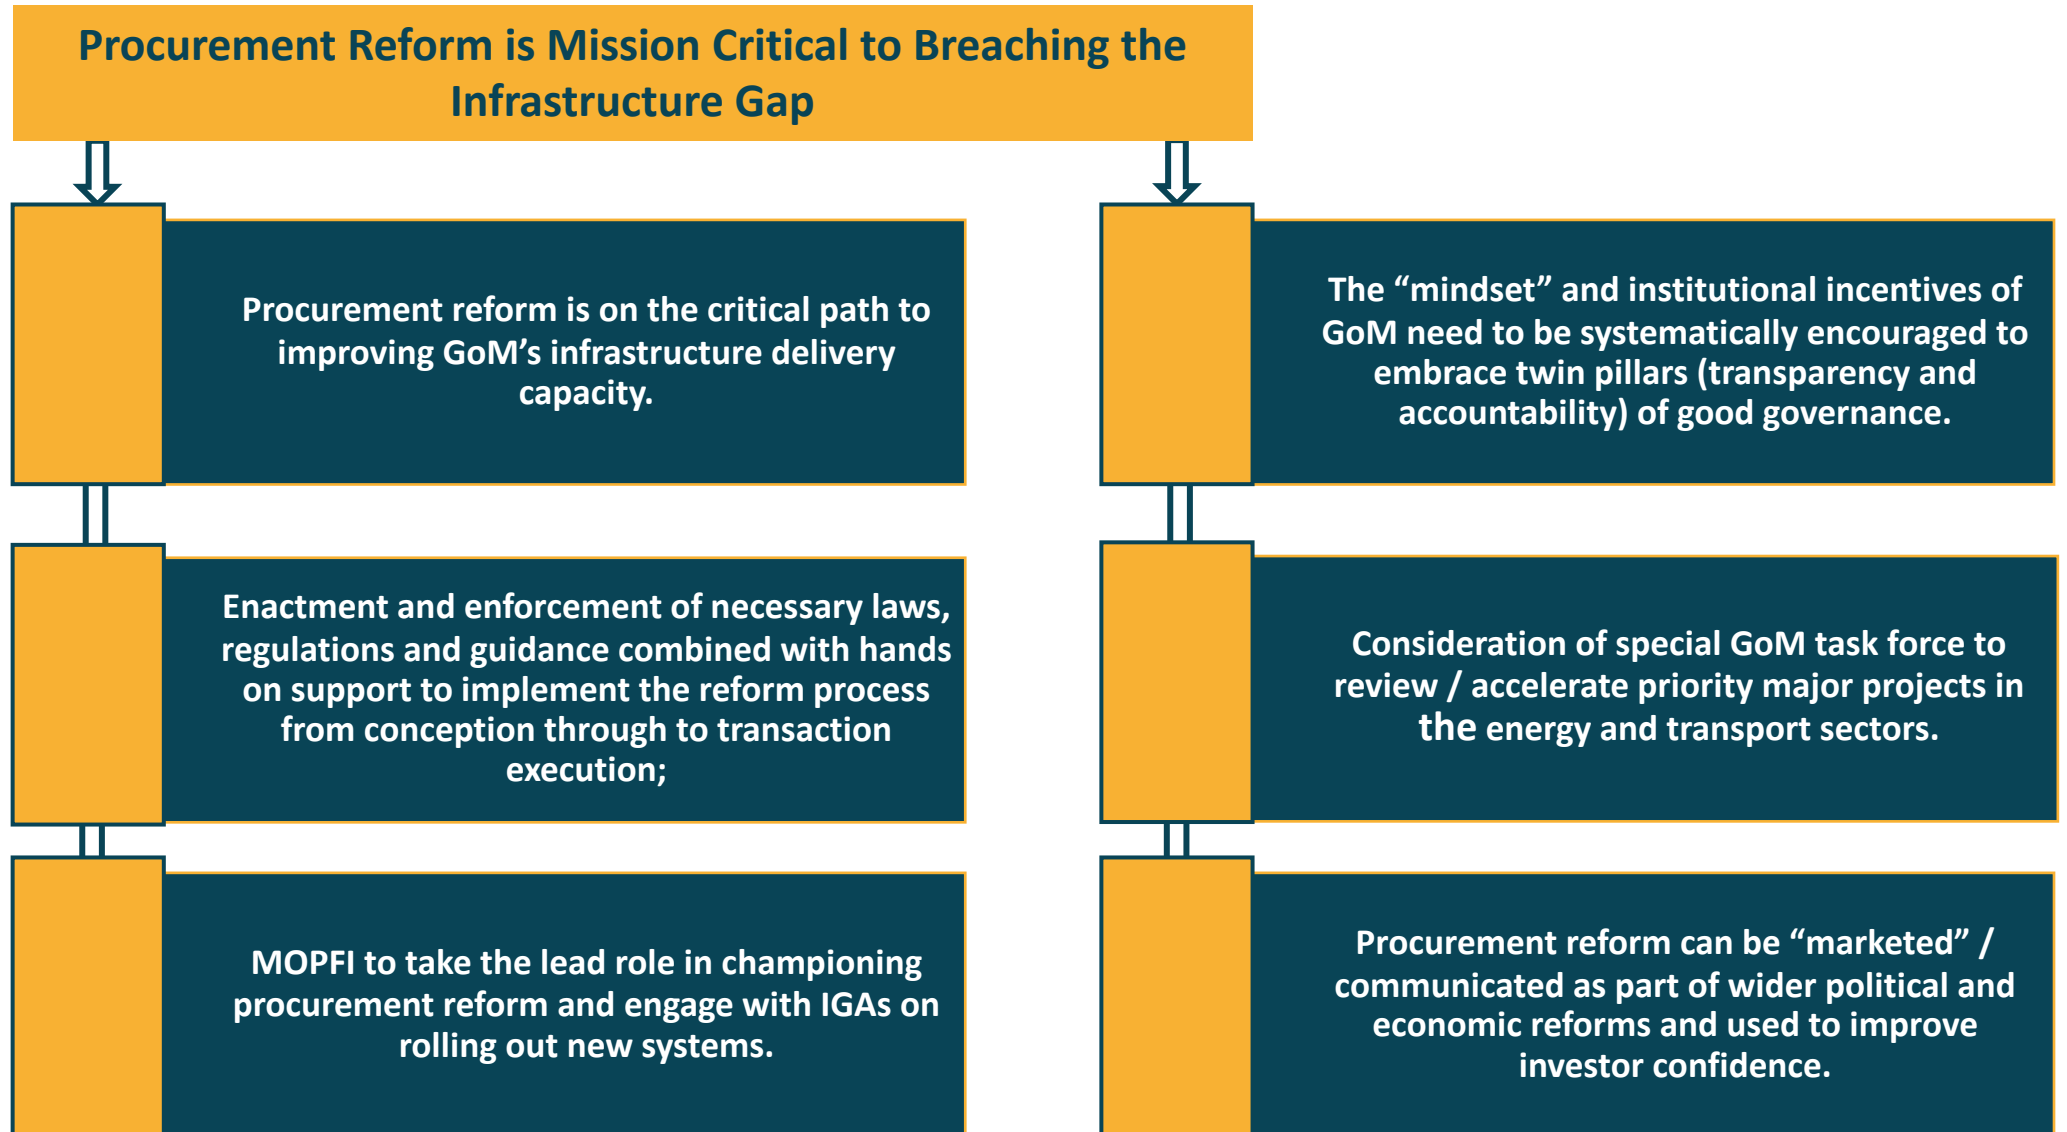 Procurement Reform is Mission Critical to Breaching the
Infrastructure Gap
Procurement reform is on the critical path to
improving GoM’s infrastructure delivery
capacity.
Enactment and enforcement of necessary laws,
regulations and guidance combined with hands
on support to implement the reform process
from conception through to transaction
execution;
MOPFI to take the lead role in championing
procurement reform and engage with IGAs on
rolling out new systems.
The “mindset” and institutional incentives of
GoM need to be systematically encouraged to
embrace twin pillars (transparency and
accountability) of good governance.
Consideration of special GoM task force to
review / accelerate priority major projects in
the energy and transport sectors.
Procurement reform can be “marketed” /
communicated as part of wider political and
economic reforms and used to improve
investor confidence.